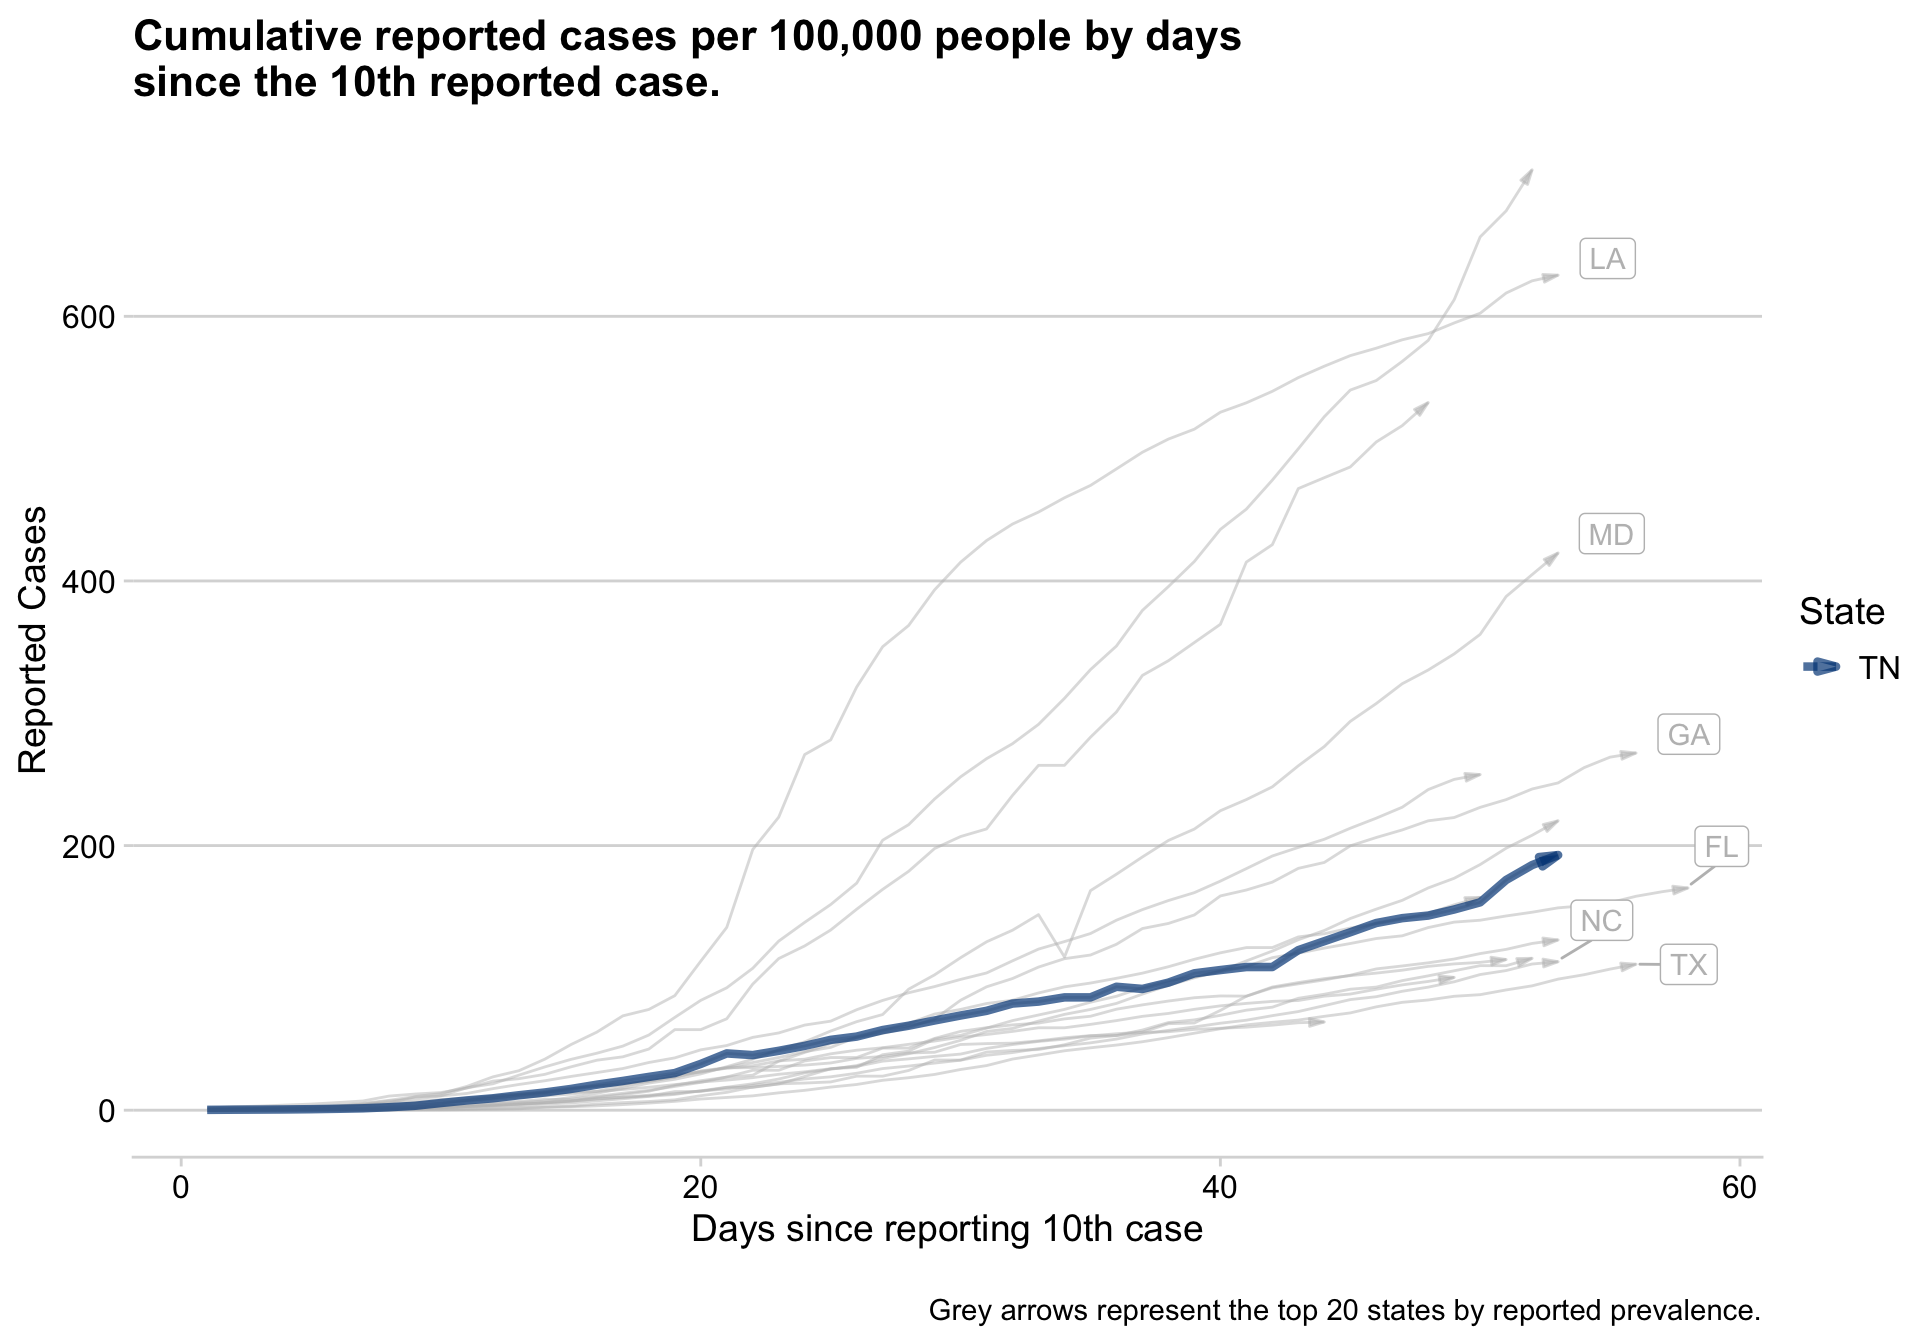 Cumulative reported cases per 100,000 people by days
since the 10th reported case.
LA
600
MD
400
Reported Cases
State
TN
GA
200
FL
NC
TX
0
0
20
40
60
Days since reporting 10th case
Grey arrows represent the top 20 states by reported prevalence.